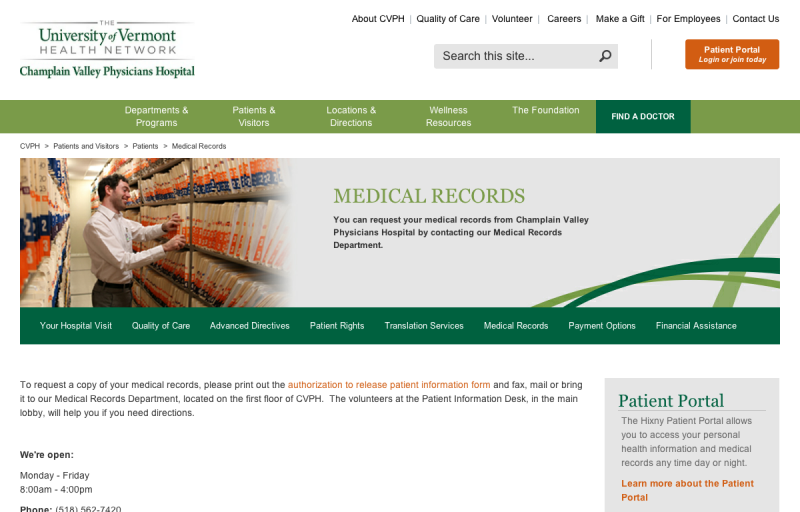 About CVPH | Quality of Care | Volunteer | Careers | Make a Gift | For Employees | Contact Us
THE
University of Vermont
HEALTH NETWORK
Champlain Valley Physicians Hospital
Search this site...
Patient Portal
Login or join today
Departments & Programs
Patients & Visitors
Locations & Directions
Wellness Resources
The Foundation
FIND A DOCTOR
CVPH > Patients and Visitors > Patients > Medical Records
MEDICAL RECORDS
You can request your medical records from Champlain Valley
Physicians Hospital by contacting our Medical Records
Department.
Your Hospital Visit Quality of Care Advanced Directives Patient Rights Translation Services Medical Records Payment Options Financial Assistance
To request a copy of your medical records, please print out the authorization to release patient information form and fax, mail or bring
it to our Medical Records Department, located on the first floor of CVPH. The volunteers at the Patient Information Desk, in the main
lobby, will help you if you need directions.
We're open:
Monday - Friday
8:00am - 4:00pm
Phone: (518) 562-7420
Patient Portal
The Hixny Patient Portal allows
you to access your personal
health information and medical
records any time day or night.
Learn more about the Patient
Portal